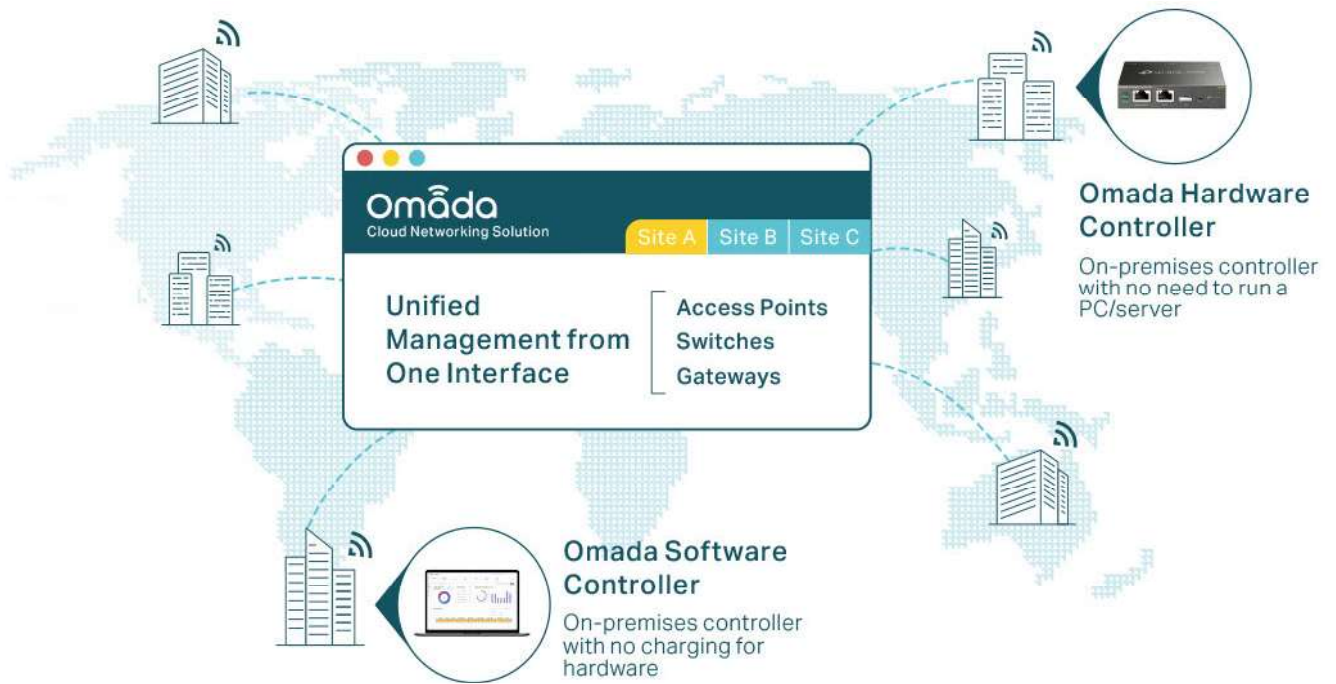 Omada
Cloud Networking Solution
Site A
Site B
Site C
Unified
Management from
One Interface
Access Points
Switches
Gateways
Omada Hardware
Controller
On-premises controller
with no need to run a
PC/server
Omada Software
Controller
On-premises controller
with no charging for
hardware